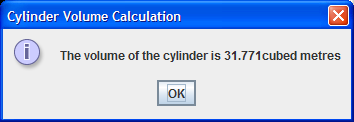 Cylinder Volume Calculation
The volume of the cylinder is 31.771cubed metres
OK